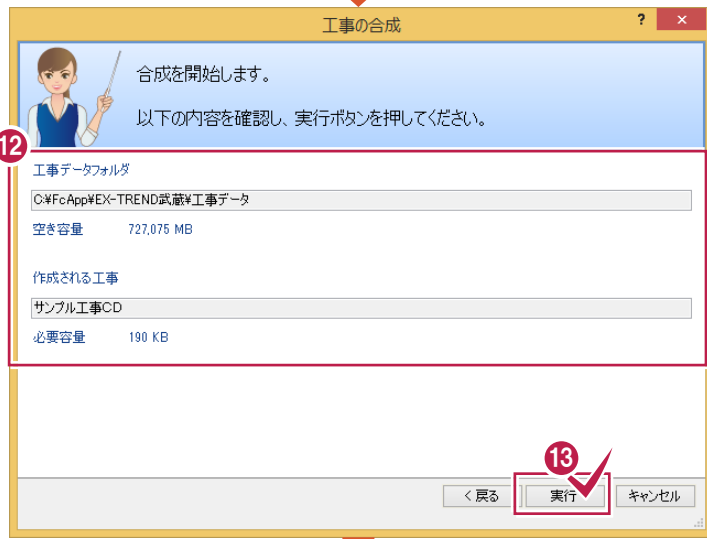 工事の合成
? ×
合成を開始します。
以下の内容を確認し、実行ボタンを押してください。
12
工事データフォルダ
C:¥FcApp¥EX-TREND武蔵¥工事データ
空き容量 727,075 MB
作成される工事
サンプル工事CD
必要容量 190 KB
13
< 戻る 実行 キャンセル